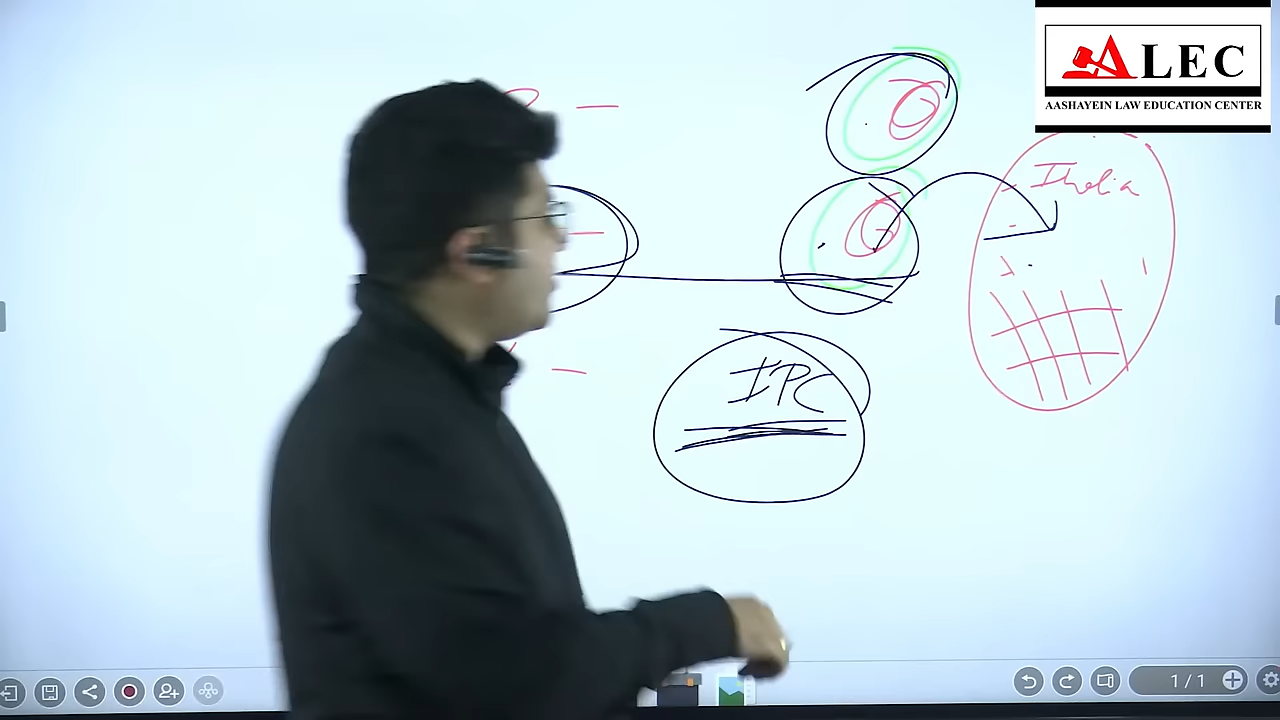 ALEC
AASHAYEIN LAW EDUCATION CENTER
India
IPC
1 / 1